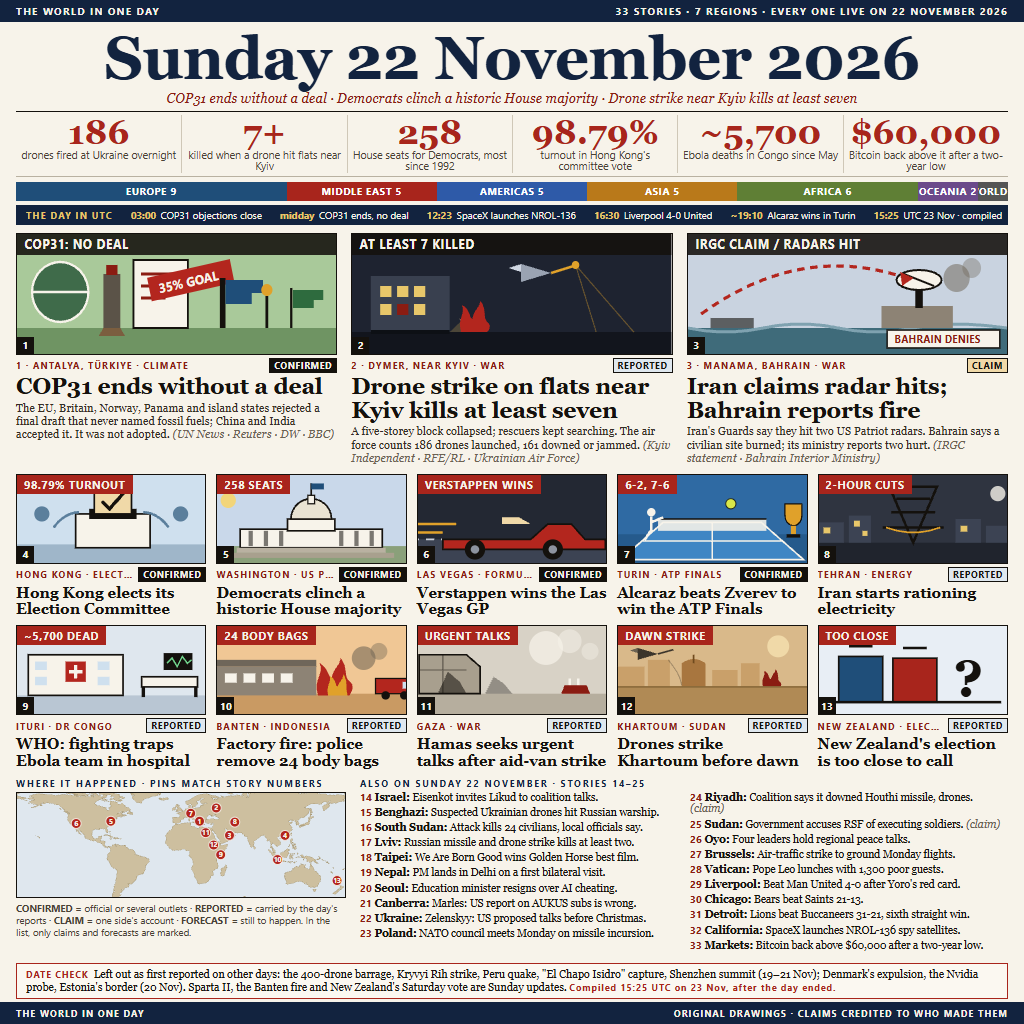 THE WORLD IN ONE DAY
33 STORIES · 7 REGIONS · EVERY ONE LIVE ON 22 NOVEMBER 2026
Sunday 22 November 2026
COP31 ends without a deal · Democrats clinch a historic House majority · Drone strike near Kyiv kills at least seven
186
drones fired at Ukraine overnight
7+
killed when a drone hit flats near
Kyiv
258
House seats for Democrats, most
since 1992
98.79%
turnout in Hong Kong's
committee vote
~5,700
Ebola deaths in Congo since May
$60,000
Bitcoin back above it after a two-
year low
EUROPE 9
MIDDLE EAST 5
AMERICAS 5
ASIA 5
AFRICA 6
OCEANIA 2
ORLD
THE DAY IN UTC
03:00 COP31 objections close
midday COP31 ends, no deal
12:23 SpaceX launches NROL-136
16:30 Liverpool 4-0 United
~19:10 Alcaraz wins in Turin
15:25 UTC 23 Nov · compiled
COP31: NO DEAL
35% GOAL
1
1 · ANTALYA, TÜRKIYE · CLIMATE
CONFIRMED
COP31 ends without a deal
The EU, Britain, Norway, Panama and island states rejected a
final draft that never named fossil fuels; China and India
accepted it. It was not adopted. (UN News · Reuters · DW · BBC)
AT LEAST 7 KILLED
2
2 · DYMER, NEAR KYIV · WAR
REPORTED
Drone strike on flats near
Kyiv kills at least seven
A five-storey block collapsed; rescuers kept searching. The air
force counts 186 drones launched, 161 downed or jammed. (Kyiv
Independent · RFE/RL · Ukrainian Air Force)
IRGC CLAIM / RADARS HIT
BAHRAIN DENIES
3
3 · MANAMA, BAHRAIN · WAR
CLAIM
Iran claims radar hits;
Bahrain reports fire
Iran's Guards say they hit two US Patriot radars. Bahrain says a
civilian site burned; its ministry reports two hurt. (IRGC
statement · Bahrain Interior Ministry)
98.79% TURNOUT
4
HONG KONG · ELECT...
CONFIRMED
Hong Kong elects its
Election Committee
258 SEATS
5
WASHINGTON · US P...
CONFIRMED
Democrats clinch a
historic House majority
VERSTAPPEN WINS
6
LAS VEGAS · FORMU...
CONFIRMED
Verstappen wins the Las
Vegas GP
6-2, 7-6
7
TURIN · ATP FINALS
CONFIRMED
Alcaraz beats Zverev to
win the ATP Finals
2-HOUR CUTS
8
TEHRAN · ENERGY
REPORTED
Iran starts rationing
electricity
~5,700 DEAD
9
ITURI · DR CONGO
REPORTED
WHO: fighting traps
Ebola team in hospital
24 BODY BAGS
10
BANTEN · INDONESIA
REPORTED
Factory fire: police
remove 24 body bags
URGENT TALKS
11
GAZA · WAR
REPORTED
Hamas seeks urgent
talks after aid-van strike
DAWN STRIKE
12
KHARTOUM · SUDAN
REPORTED
Drones strike
Khartoum before dawn
TOO CLOSE
?
13
NEW ZEALAND · ELEC...
REPORTED
New Zealand's election
is too close to call
WHERE IT HAPPENED · PINS MATCH STORY NUMBERS
6
5
7
2
1
11
8
3
12
9
4
10
13
CONFIRMED = official or several outlets · REPORTED = carried by the day's
reports · CLAIM = one side's account · FORECAST = still to happen. In the
list, only claims and forecasts are marked.
ALSO ON SUNDAY 22 NOVEMBER · STORIES 14–25
14 Israel: Eisenkot invites Likud to coalition talks.
15 Benghazi: Suspected Ukrainian drones hit Russian warship.
16 South Sudan: Attack kills 24 civilians, local officials say.
17 Lviv: Russian missile and drone strike kills at least two.
18 Taipei: We Are Born Good wins Golden Horse best film.
19 Nepal: PM lands in Delhi on a first bilateral visit.
20 Seoul: Education minister resigns over AI cheating.
21 Canberra: Marles: US report on AUKUS subs is wrong.
22 Ukraine: Zelenskyy: US proposed talks before Christmas.
23 Poland: NATO council meets Monday on missile incursion.
24 Riyadh: Coalition says it downed Houthi missile, drones.
(claim)
25 Sudan: Government accuses RSF of executing soldiers. (claim)
26 Oyo: Four leaders hold regional peace talks.
27 Brussels: Air-traffic strike to ground Monday flights.
28 Vatican: Pope Leo lunches with 1,300 poor guests.
29 Liverpool: Beat Man United 4-0 after Yoro's red card.
30 Chicago: Bears beat Saints 21-13.
31 Detroit: Lions beat Buccaneers 31-21, sixth straight win.
32 California: SpaceX launches NROL-136 spy satellites.
33 Markets: Bitcoin back above $60,000 after a two-year low.
DATE CHECK Left out as first reported on other days: the 400-drone barrage, Kryvyi Rih strike, Peru quake, "El Chapo Isidro" capture, Shenzhen summit (19–21 Nov); Denmark's expulsion, the Nvidia
probe, Estonia's border (20 Nov). Sparta II, the Banten fire and New Zealand's Saturday vote are Sunday updates. Compiled 15:25 UTC on 23 Nov, after the day ended.
THE WORLD IN ONE DAY
ORIGINAL DRAWINGS · CLAIMS CREDITED TO WHO MADE THEM